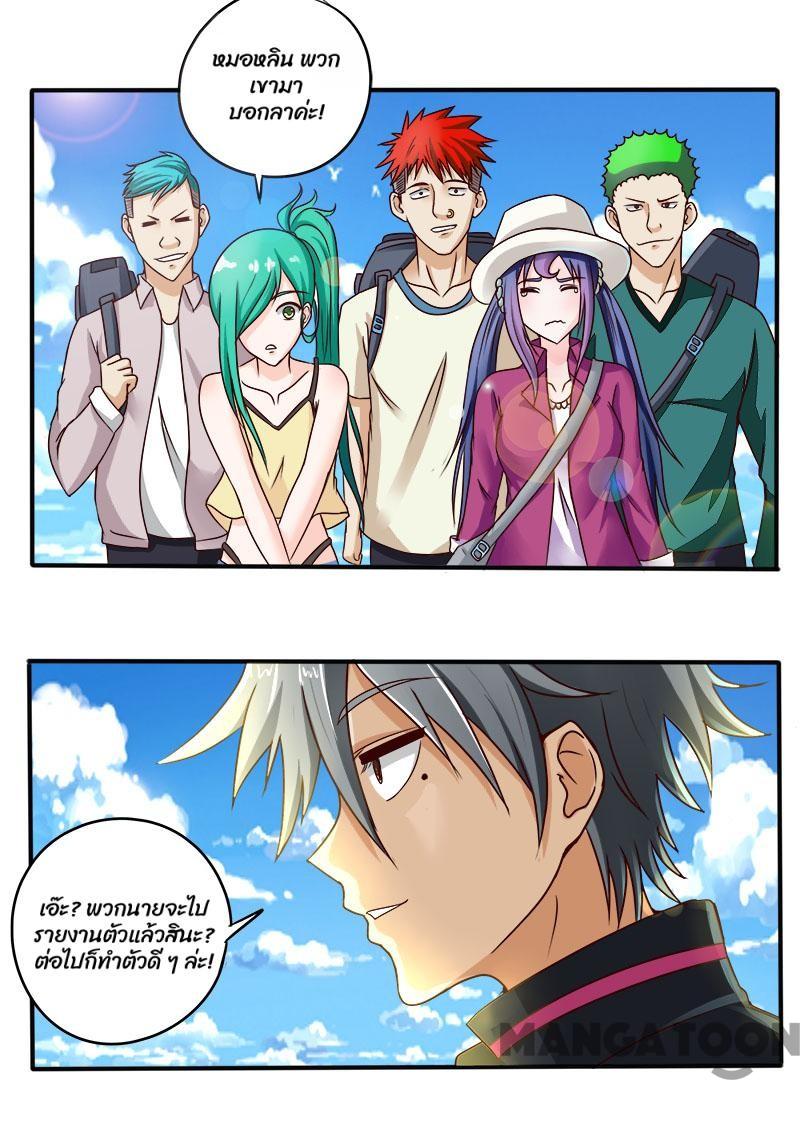 หมอหลิน พวก
เขามา
บอกลาค่ะ!
เอ๊ะ? พวกนายจะไป
รายงานตัวแล้วสินะ?
ต่อไปก็ทำตัวดี ๆ ล่ะ!
MANGATOON